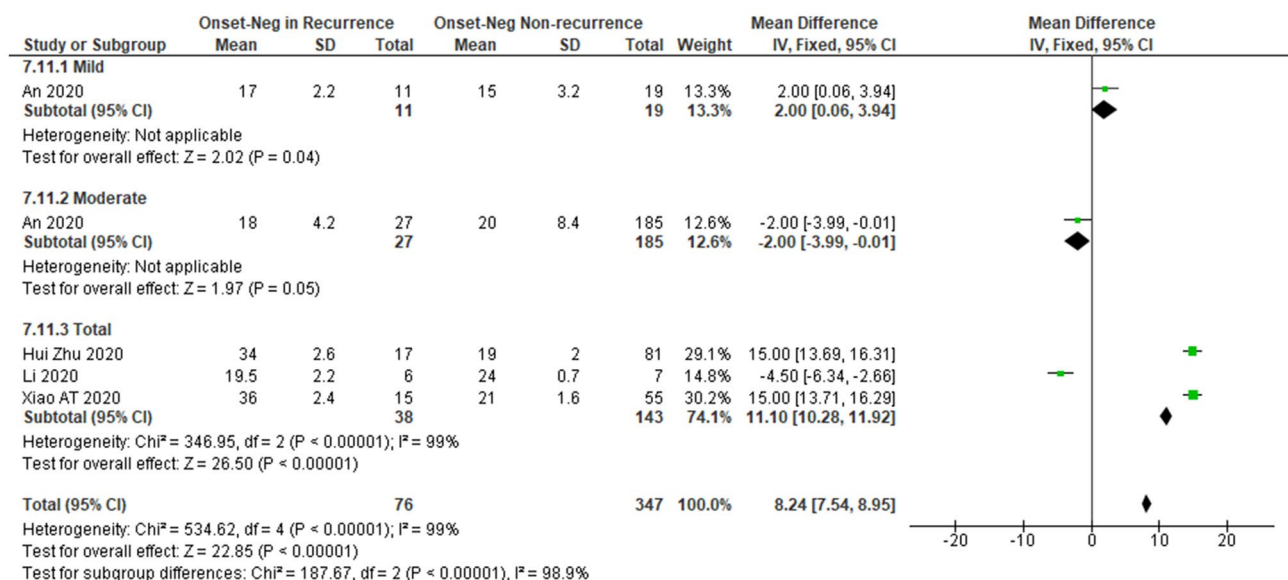 Onset-Neg in Recurrence Onset-Neg Non-recurrence Mean Difference Mean Difference
Study or Subgroup Mean SD Total Mean SD Total Weight IV, Fixed, 95% CI IV, Fixed, 95% CI
7.11.1 Mild
An 2020 17 2.2 11 15 3.2 19 13.3% 2.00 [0.06, 3.94]
Subtotal (95% CI) 11 19 13.3% 2.00 [0.06, 3.94]
Heterogeneity: Not applicable
Test for overall effect: Z = 2.02 (P = 0.04)
7.11.2 Moderate
An 2020 18 4.2 27 20 8.4 185 12.6% -2.00 [-3.99, -0.01]
Subtotal (95% CI) 27 185 12.6% -2.00 [-3.99, -0.01]
Heterogeneity: Not applicable
Test for overall effect: Z = 1.97 (P = 0.05)
7.11.3 Total
Hui Zhu 2020 34 2.6 17 19 2 81 29.1% 15.00 [13.69, 16.31]
Li 2020 19.5 2.2 6 24 0.7 7 14.8% -4.50 [-6.34, -2.66]
Xiao AT 2020 36 2.4 15 21 1.6 55 30.2% 15.00 [13.71, 16.29]
Subtotal (95% CI) 38 143 74.1% 11.10 [10.28, 11.92]
Heterogeneity: Chi² = 346.95, df = 2 (P < 0.00001); I² = 99%
Test for overall effect: Z = 26.50 (P < 0.00001)
Total (95% CI) 76 347 100.0% 8.24 [7.54, 8.95]
Heterogeneity: Chi² = 534.62, df = 4 (P < 0.00001); I² = 99%
Test for overall effect: Z = 22.85 (P < 0.00001)
Test for subgroup differences: Chi² = 187.67, df = 2 (P < 0.00001), I² = 98.9%
-20 -10 0 10 20